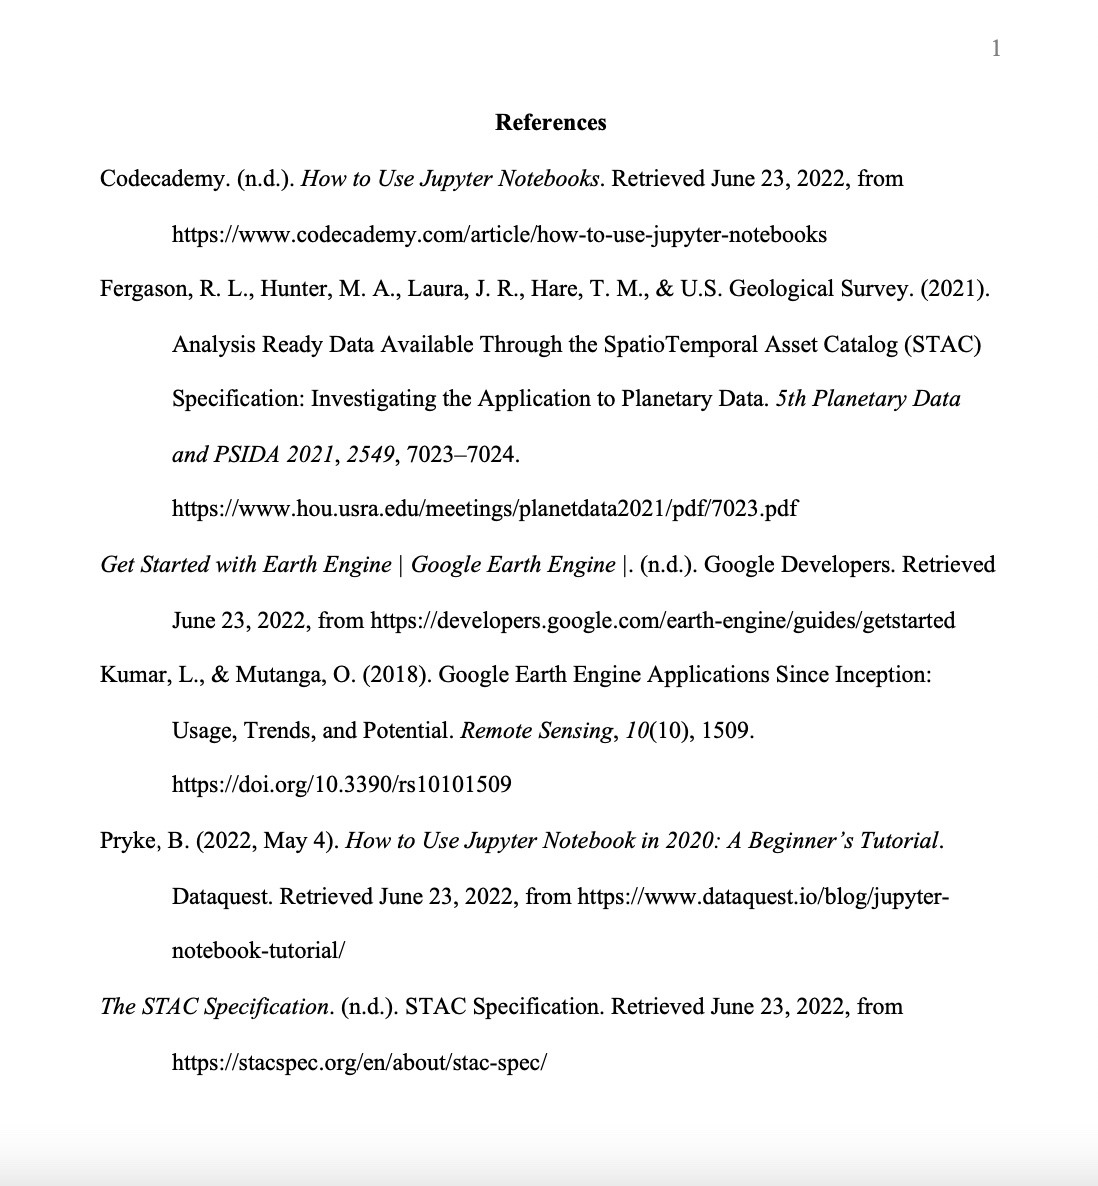 1
References
Codecademy. (n.d.). How to Use Jupyter Notebooks. Retrieved June 23, 2022, from
https://www.codecademy.com/article/how-to-use-jupyter-notebooks
Fergason, R. L., Hunter, M. A., Laura, J. R., Hare, T. M., & U.S. Geological Survey. (2021).
Analysis Ready Data Available Through the SpatioTemporal Asset Catalog (STAC)
Specification: Investigating the Application to Planetary Data. 5th Planetary Data
and PSIDA 2021, 2549, 7023–7024.
https://www.hou.usra.edu/meetings/planetdata2021/pdf/7023.pdf
Get Started with Earth Engine | Google Earth Engine |. (n.d.). Google Developers. Retrieved
June 23, 2022, from https://developers.google.com/earth-engine/guides/getstarted
Kumar, L., & Mutanga, O. (2018). Google Earth Engine Applications Since Inception:
Usage, Trends, and Potential. Remote Sensing, 10(10), 1509.
https://doi.org/10.3390/rs10101509
Pryke, B. (2022, May 4). How to Use Jupyter Notebook in 2020: A Beginner’s Tutorial.
Dataquest. Retrieved June 23, 2022, from https://www.dataquest.io/blog/jupyter-
notebook-tutorial/
The STAC Specification. (n.d.). STAC Specification. Retrieved June 23, 2022, from
https://stacspec.org/en/about/stac-spec/